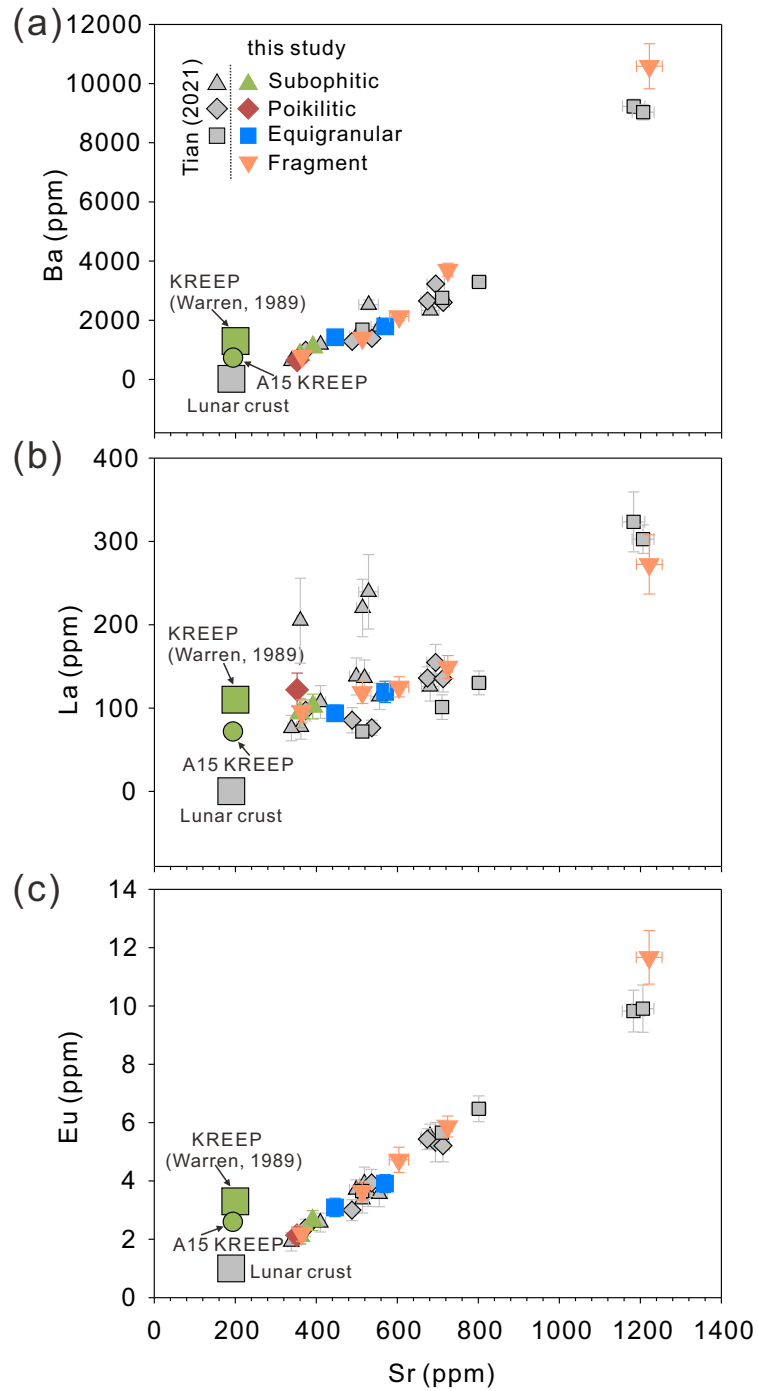 (a)
12000
10000
8000
6000
4000
2000
0
Ba (ppm)
this study
Tian (2021)
Subophitic
Poikilitic
Equigranular
Fragment
KREEP
(Warren, 1989)
A15 KREEP
Lunar crust
(b)
400
300
200
100
0
La (ppm)
KREEP
(Warren, 1989)
A15 KREEP
Lunar crust
(c)
14
12
10
8
6
4
2
0
Eu (ppm)
KREEP
(Warren, 1989)
A15 KREEP
Lunar crust
0 200 400 600 800 1000 1200 1400
Sr (ppm)